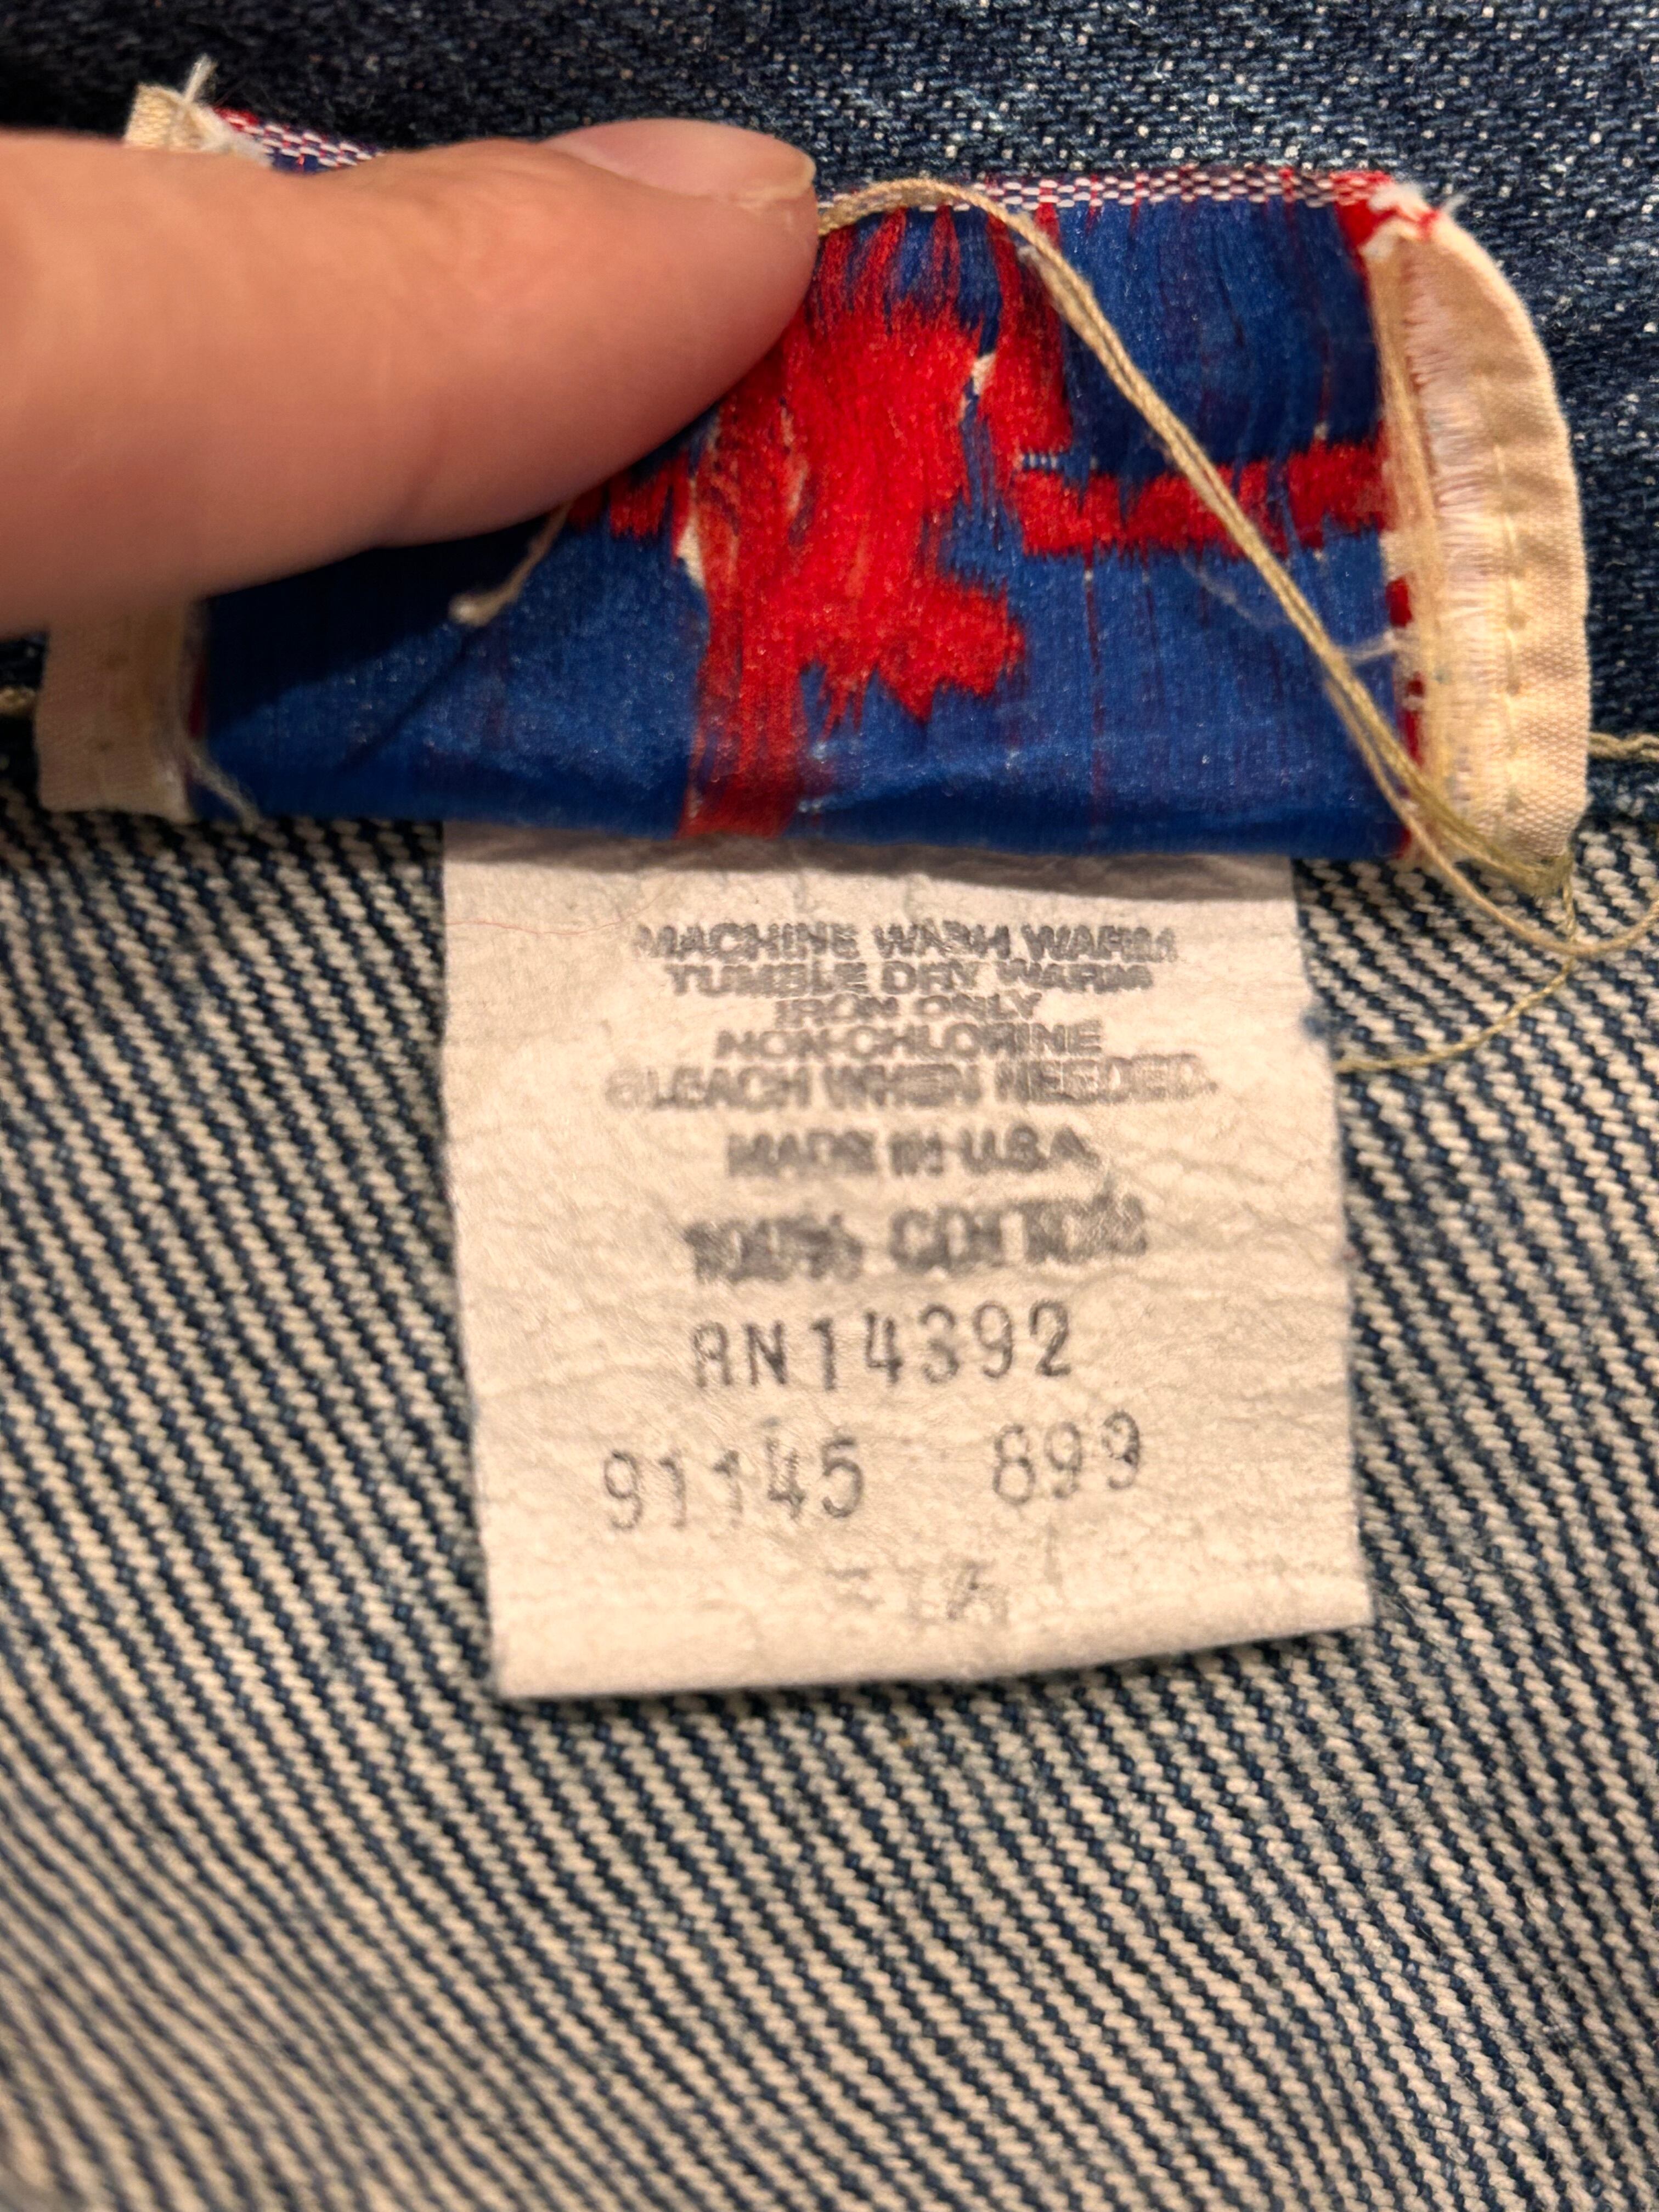 MACHINE WASH WARM
TUMBLE DRY WARM
IRON ONLY
NON-CHLORINE
BLEACH WHEN NEEDED.
MADE IN U.S.A.
100% COTTON
RN14392
91145 899